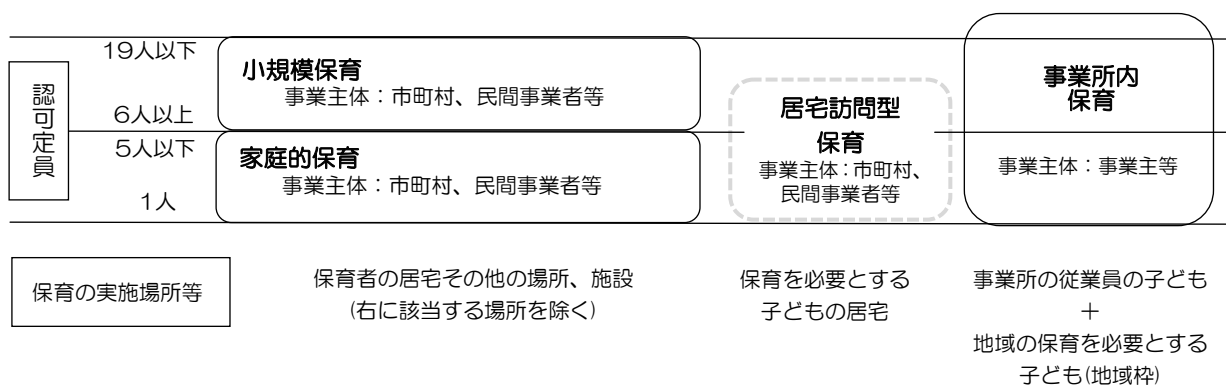 認可定員
19人以下
6人以上
5人以下
1人
小規模保育
事業主体：市町村、民間事業者等
家庭的保育
事業主体：市町村、民間事業者等
居宅訪問型
保育
事業主体：市町村、
民間事業者等
事業所内
保育
事業主体：事業主等
保育の実施場所等
保育者の居宅その他の場所、施設
(右に該当する場所を除く)
保育を必要とする
子どもの居宅
事業所の従業員の子ども
＋
地域の保育を必要とする
子ども(地域枠)